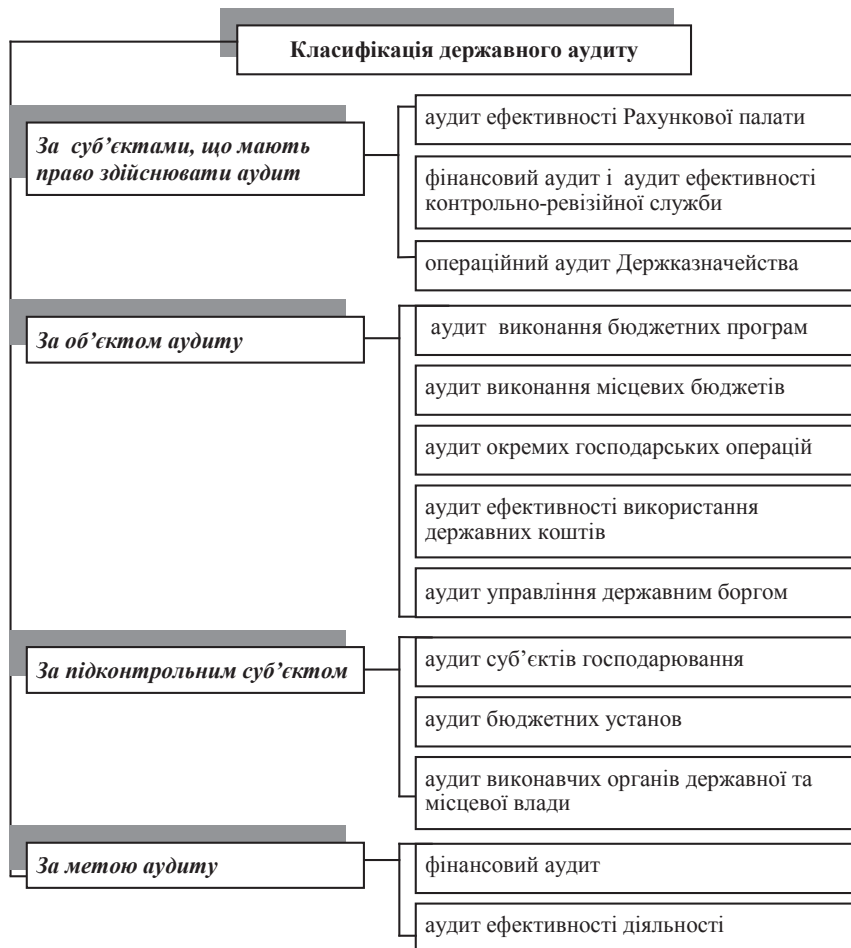 Класифікація державного аудиту
За суб’єктами, що мають
право здійснювати аудит
аудит ефективності Рахункової палати
фінансовий аудит і аудит ефективності
контрольно-ревізійної служби
операційний аудит Держказначейства
За об’єктом аудиту
аудит виконання бюджетних програм
аудит виконання місцевих бюджетів
аудит окремих господарських операцій
аудит ефективності використання
державних коштів
аудит управління державним боргом
За підконтрольним суб’єктом
аудит суб’єктів господарювання
аудит бюджетних установ
аудит виконавчих органів державної та
місцевої влади
За метою аудиту
фінансовий аудит
аудит ефективності діяльності